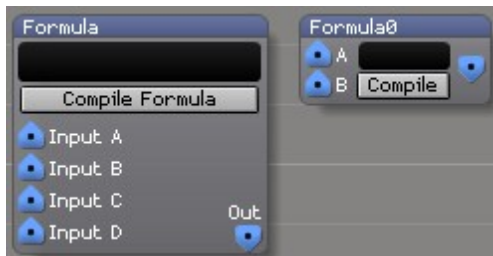 Formula
Compile Formula
Input A
Input B
Input C
Input D
Out
Formula0
A
B Compile